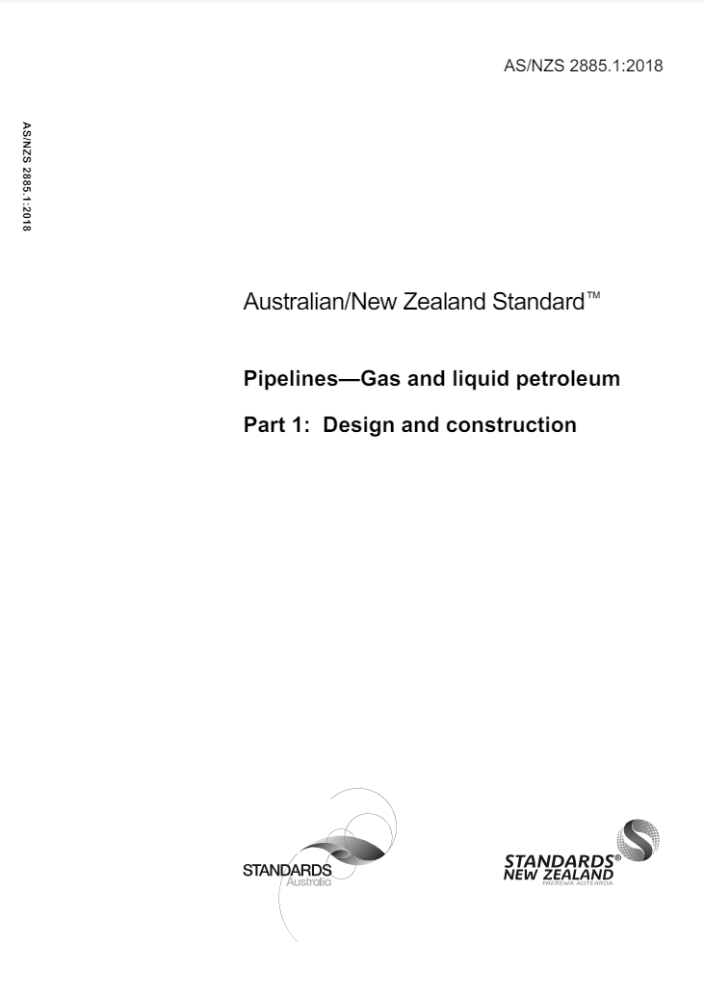 AS/NZS 2885.1:2018
AS/NZS 2885.1:2018
Australian/New Zealand Standard™
Pipelines—Gas and liquid petroleum
Part 1: Design and construction
STANDARDS
Australia
STANDARDS®
NEW ZEALAND
PAEREWA AOTEAROA